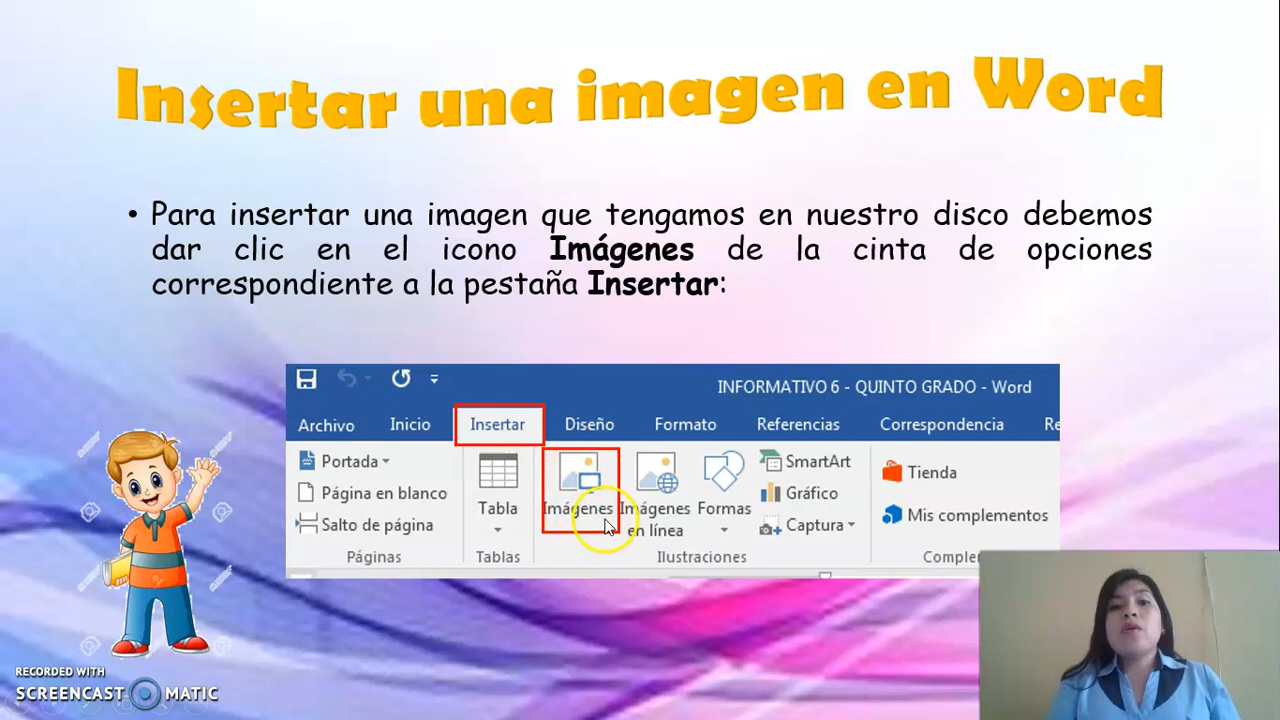 Insertar una imagen en Word
• Para insertar una imagen que tengamos en nuestro disco debemos
dar clic en el icono Imágenes de la cinta de opciones
correspondiente a la pestaña Insertar:
INFORMATIVO 6 - QUINTO GRADO - Word
Archivo Inicio Insertar Diseño Formato Referencias Correspondencia Re
Portada
Página en blanco
Salto de página
Páginas
Tabla
Tablas
Imágenes
Imágenes
en línea
Formas
SmartArt
Gráfico
Captura
Ilustraciones
Tienda
Mis complementos
Complem
RECORDED WITH
SCREENCAST MATIC